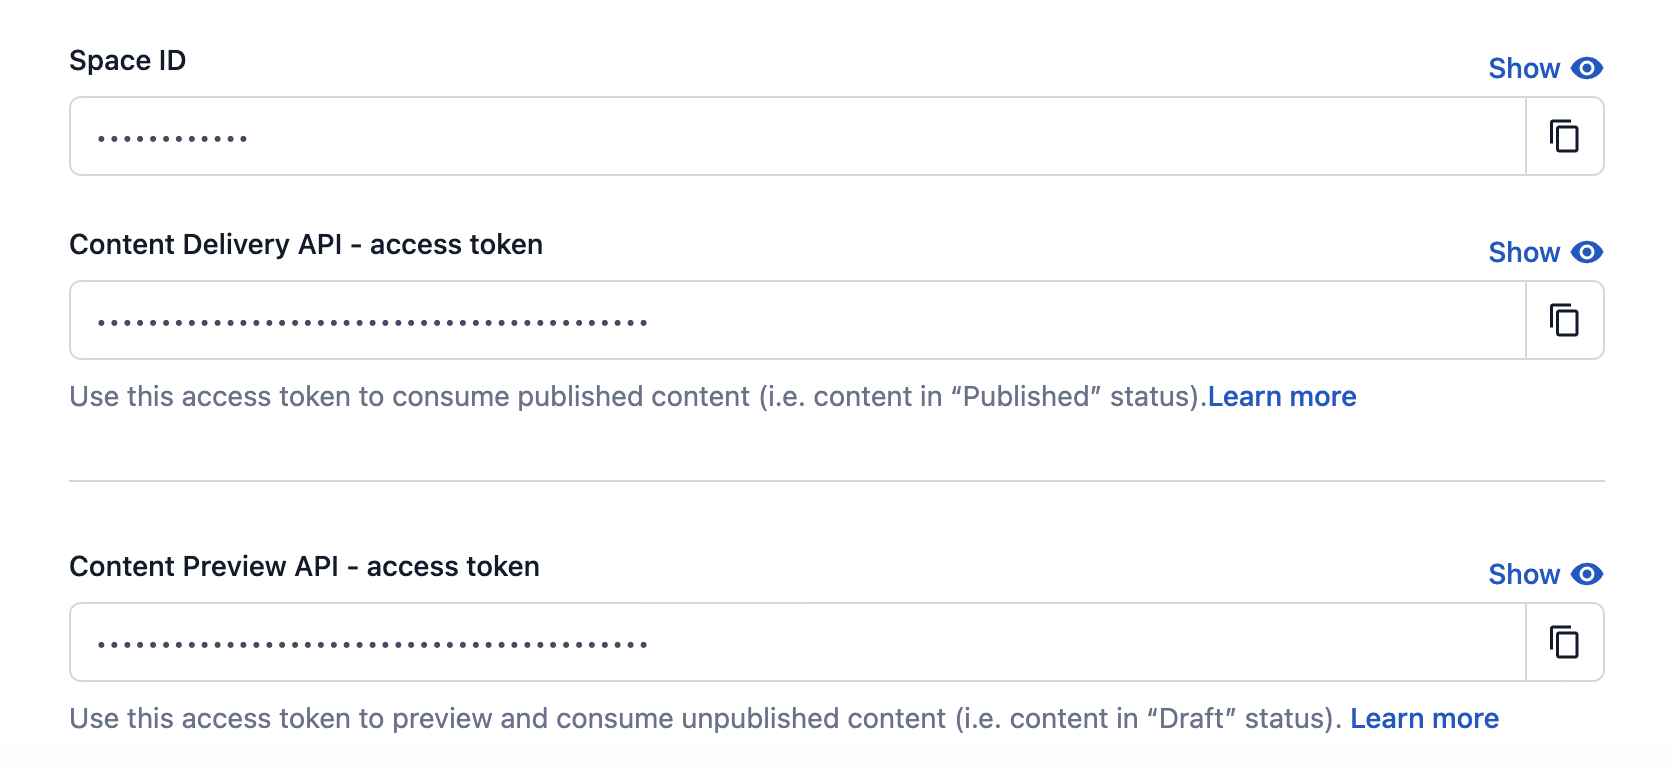 Space ID
Show
••••••••••••
Content Delivery API - access token
Show
•••••••••••••••••••••••••••••••••••••••••••
Use this access token to consume published content (i.e. content in “Published” status).Learn more
Content Preview API - access token
Show
•••••••••••••••••••••••••••••••••••••••••••
Use this access token to preview and consume unpublished content (i.e. content in “Draft” status). Learn more